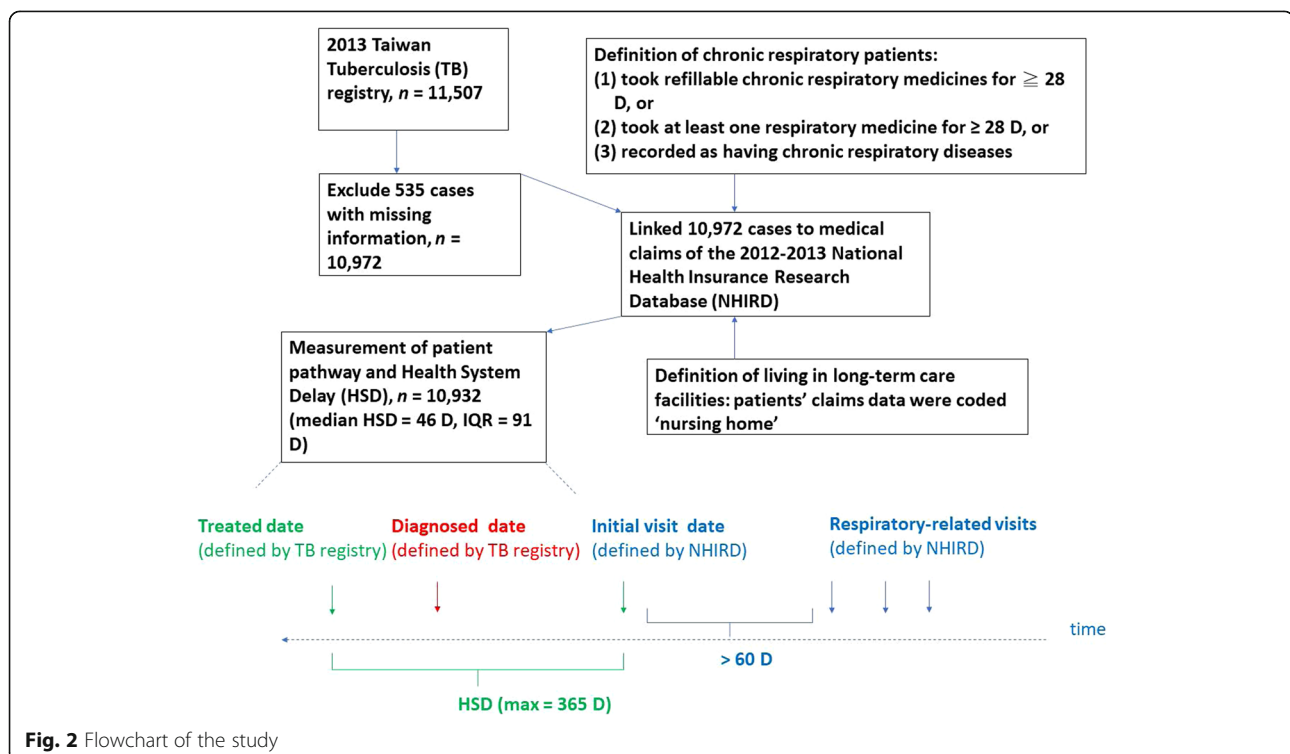 2013 Taiwan
Tuberculosis (TB)
registry, n = 11,507
Definition of chronic respiratory patients:
(1) took refillable chronic respiratory medicines for ≧ 28
D, or
(2) took at least one respiratory medicine for ≥ 28 D, or
(3) recorded as having chronic respiratory diseases
Exclude 535 cases
with missing
information, n =
10,972
Linked 10,972 cases to medical
claims of the 2012-2013 National
Health Insurance Research
Database (NHIRD)
Measurement of patient
pathway and Health System
Delay (HSD), n = 10,932
(median HSD = 46 D, IQR = 91
D)
Definition of living in long-term care
facilities: patients' claims data were coded
'nursing home'
Treated date
(defined by TB registry)
Diagnosed date
(defined by TB registry)
Initial visit date
(defined by NHIRD)
Respiratory-related visits
(defined by NHIRD)
time
> 60 D
HSD (max = 365 D)
Fig. 2 Flowchart of the study